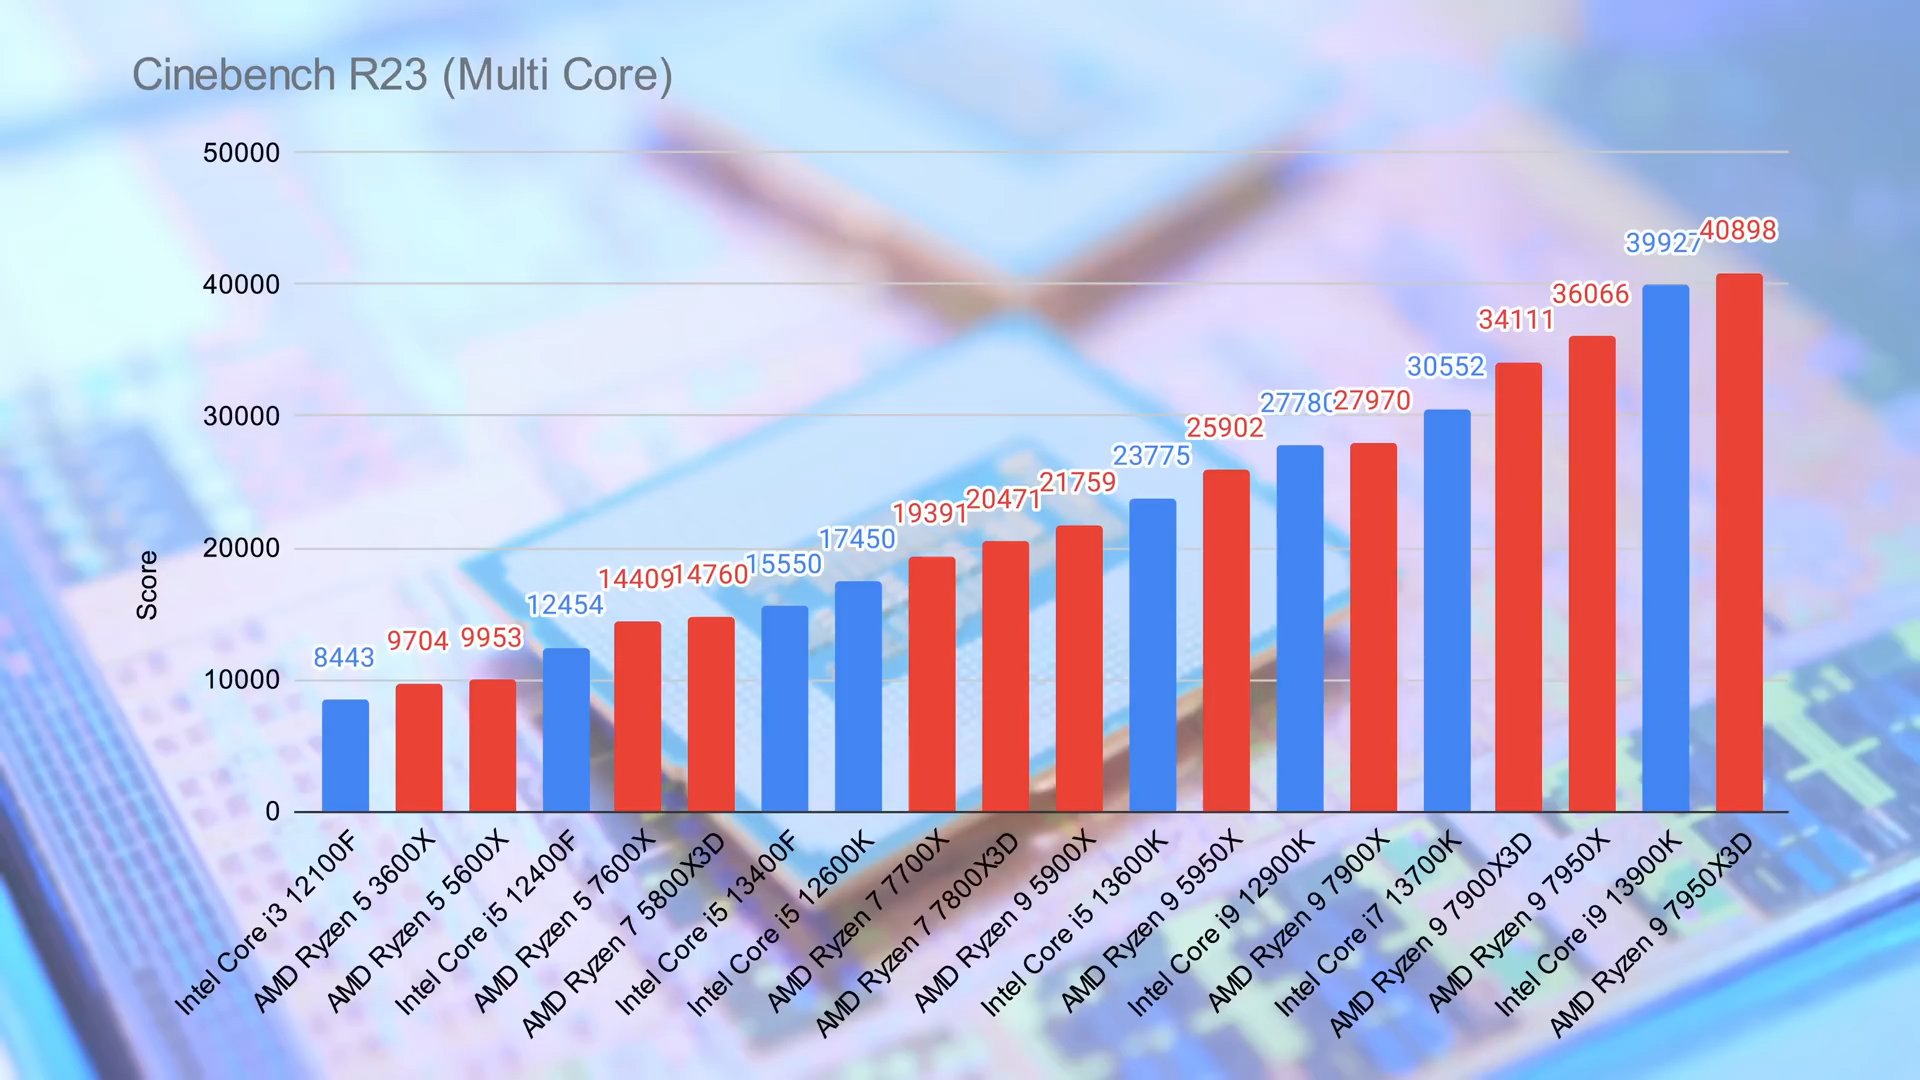 Cinebench R23 (Multi Core)
50000
40000
30000
20000
10000
0
Score
8443
9704
9953
12454
14409
14760
15550
17450
19391
20471
21759
23775
25902
27780
27970
30552
34111
36066
39927
40898
Intel Core i3 12100F
AMD Ryzen 5 3600X
AMD Ryzen 5 5600X
Intel Core i5 12400F
AMD Ryzen 5 7600X
AMD Ryzen 7 5800X3D
Intel Core i5 13400F
Intel Core i5 12600K
AMD Ryzen 7 7700X
AMD Ryzen 7 7800X3D
AMD Ryzen 9 5900X
Intel Core i5 13600K
AMD Ryzen 9 5950X
Intel Core i9 12900K
AMD Ryzen 9 7900X
Intel Core i7 13700K
AMD Ryzen 9 7900X3D
AMD Ryzen 9 7950X
Intel Core i9 13900K
AMD Ryzen 9 7950X3D